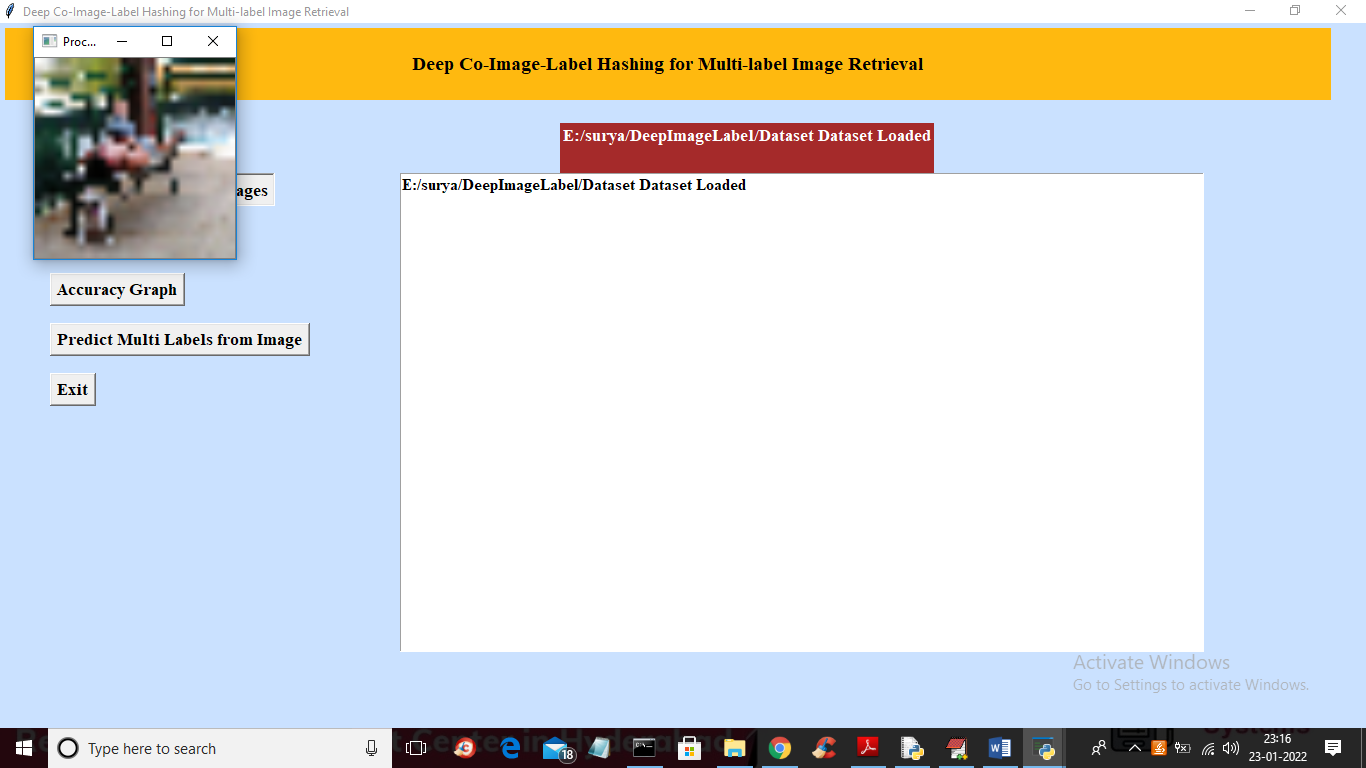 Deep Co-Image-Label Hashing for Multi-label Image Retrieval
Proc...
Deep Co-Image-Label Hashing for Multi-label Image Retrieval
E:/surya/DeepImageLabel/Dataset Dataset Loaded
E:/surya/DeepImageLabel/Dataset Dataset Loaded
ages
Accuracy Graph
Predict Multi Labels from Image
Exit
Activate Windows
Go to Settings to activate Windows.
Type here to search
18
23:16
23-01-2022